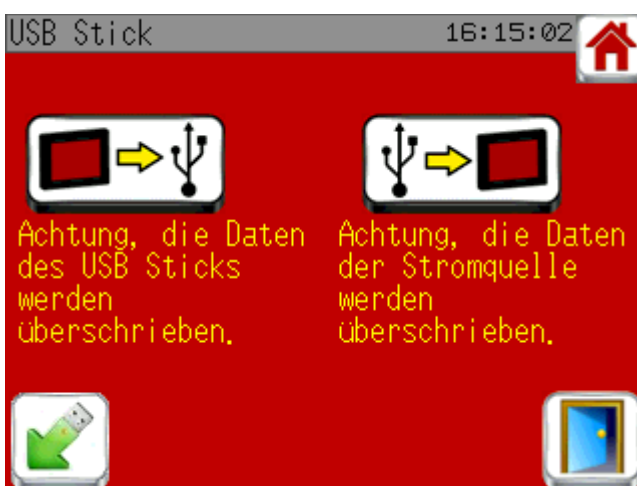 USB Stick
16:15:02
Achtung, die Daten
des USB Sticks
werden
überschrieben.
Achtung, die Daten
der Stromquelle
werden
überschrieben.